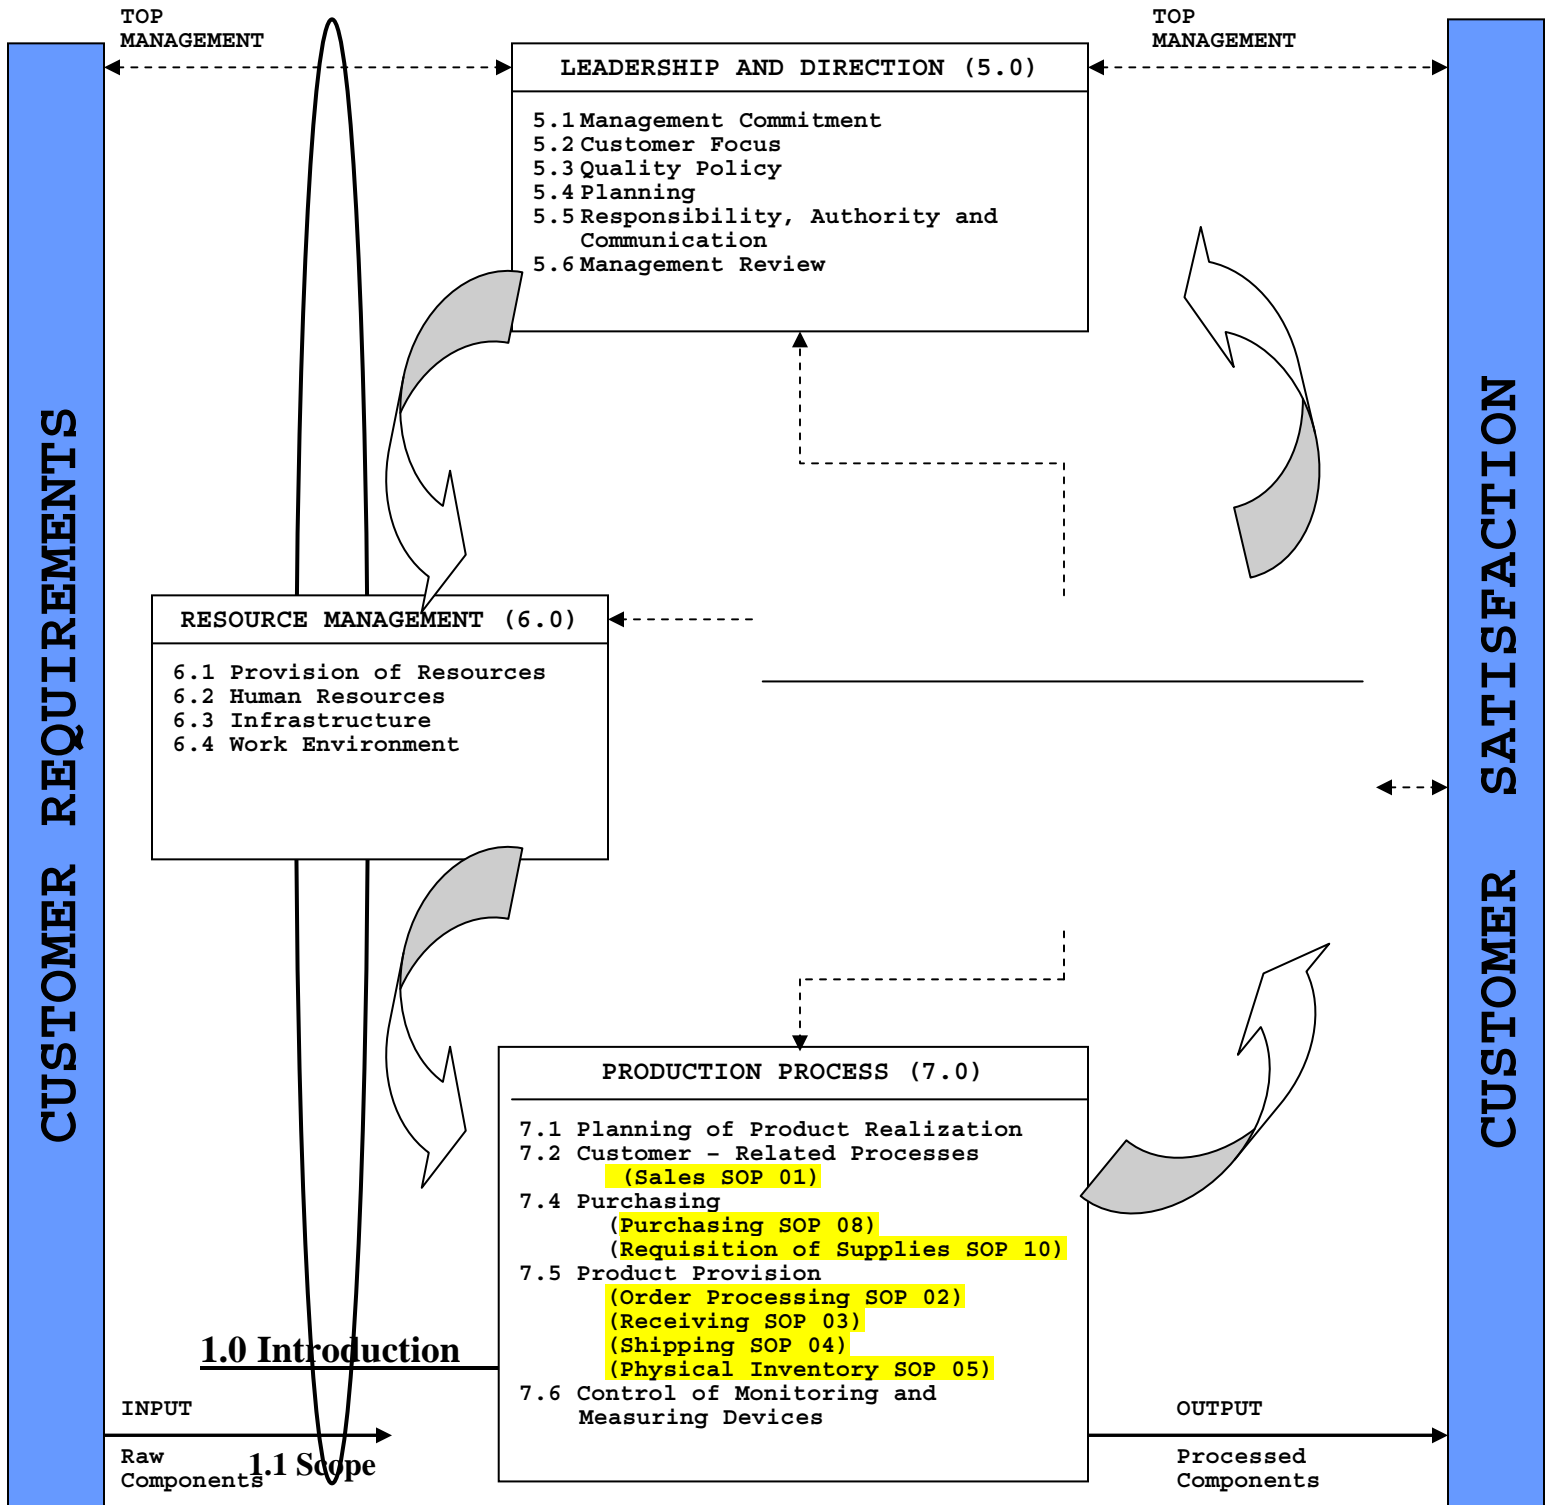 TOP
MANAGEMENT
TOP
MANAGEMENT
LEADERSHIP AND DIRECTION (5.0)
5.1 Management Commitment
5.2 Customer Focus
5.3 Quality Policy
5.4 Planning
5.5 Responsibility, Authority and
Communication
5.6 Management Review
CUSTOMER REQUIREMENTS
CUSTOMER SATISFACTION
RESOURCE MANAGEMENT (6.0)
6.1 Provision of Resources
6.2 Human Resources
6.3 Infrastructure
6.4 Work Environment
PRODUCTION PROCESS (7.0)
7.1 Planning of Product Realization
7.2 Customer – Related Processes
(Sales SOP 01)
7.4 Purchasing
(Purchasing SOP 08)
(Requisition of Supplies SOP 10)
7.5 Product Provision
(Order Processing SOP 02)
(Receiving SOP 03)
(Shipping SOP 04)
(Physical Inventory SOP 05)
7.6 Control of Monitoring and
Measuring Devices
1.0 Introduction
INPUT
Raw
Components
1.1 Scope
OUTPUT
Processed
Components